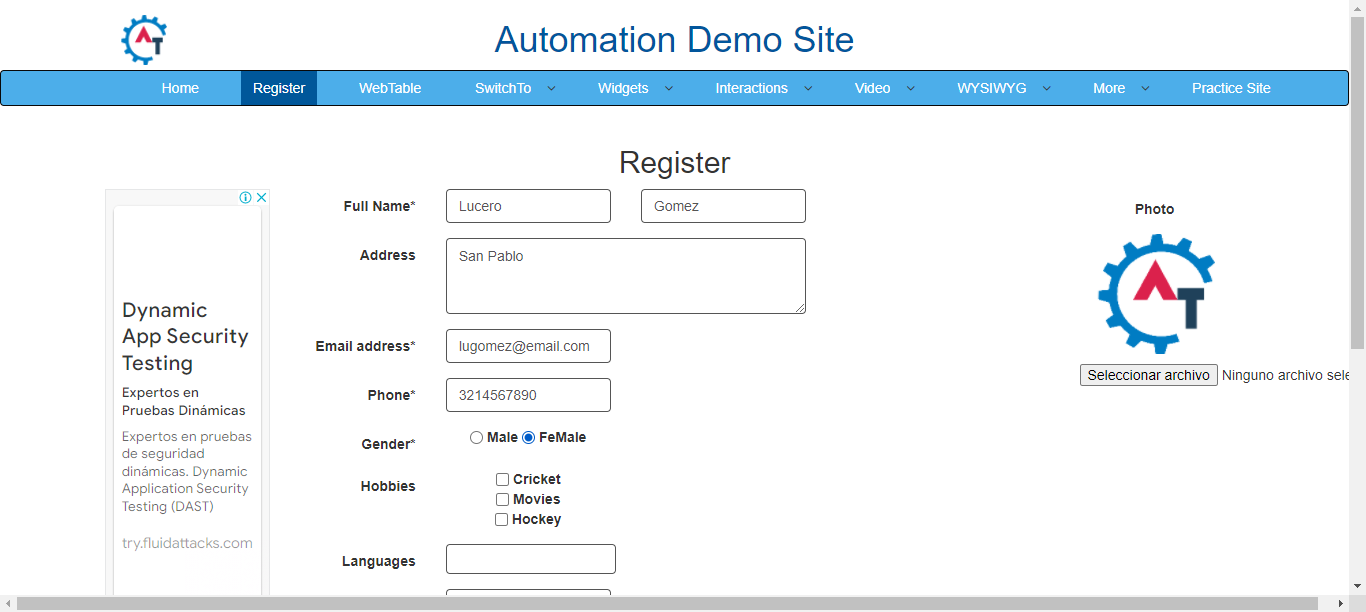 Automation Demo Site
Home Register WebTable SwitchTo Widgets Interactions Video WYSIWYG More Practice Site
Register
Full Name* Lucero Gomez
Address San Pablo
Email address* lugomez@email.com
Phone* 3214567890
Gender* Male FeMale
Hobbies
Cricket
Movies
Hockey
Languages
Photo
AT
Seleccionar archivo Ninguno archivo sele
Dynamic
App Security
Testing
Expertos en
Pruebas Dinámicas
Expertos en pruebas
de seguridad
dinámicas. Dynamic
Application Security
Testing (DAST)
try.fluidattacks.com
AT